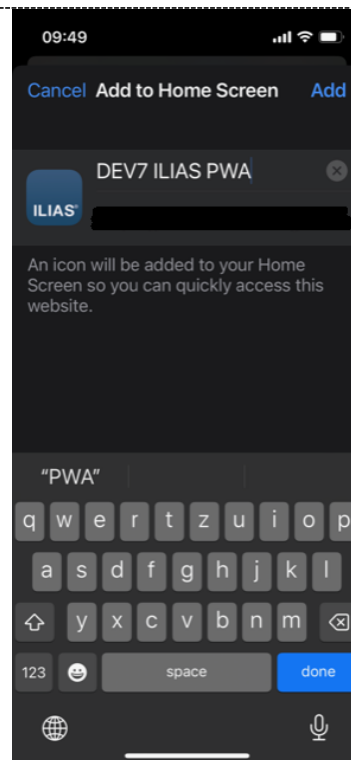 09:49
Cancel Add to Home Screen Add
DEV7 ILIAS PWA
ILIAS
An icon will be added to your Home
Screen so you can quickly access this
website.
“PWA”
q w e r t z u i o p
a s d f g h j k l
y x c v b n m
123 space done